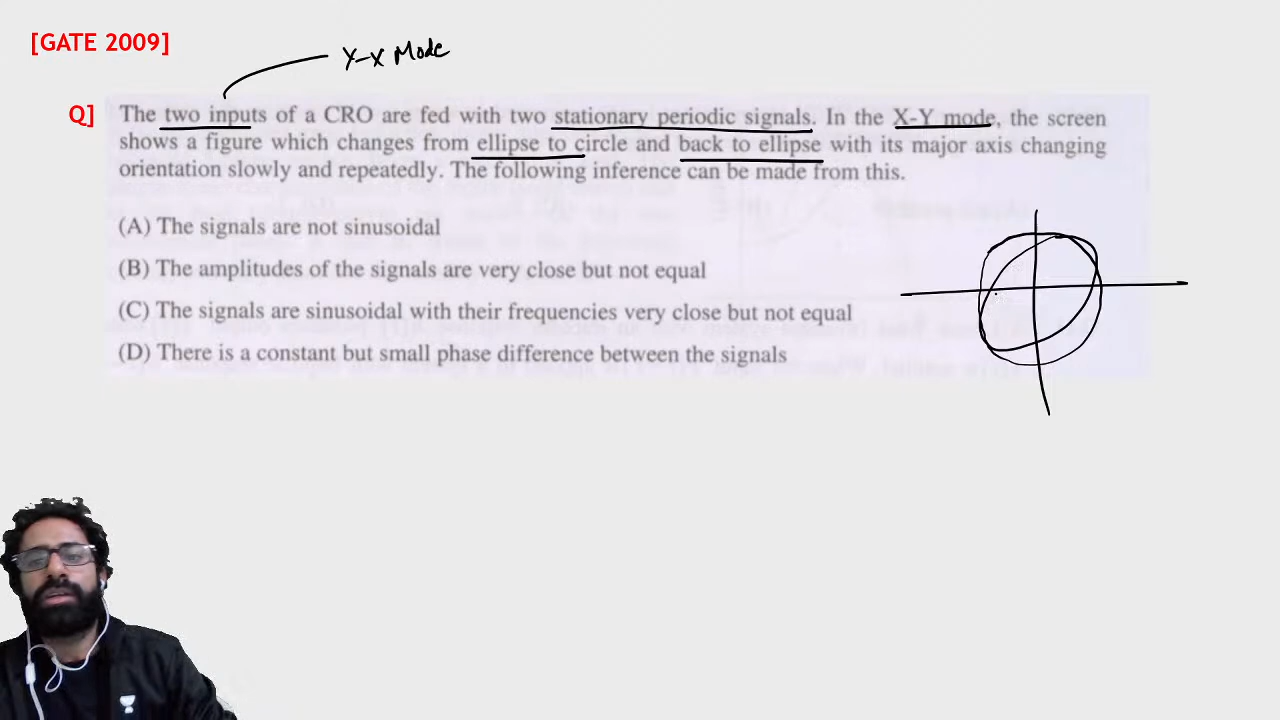 [GATE 2009]
Y-X Mode
Q] The two inputs of a CRO are fed with two stationary periodic signals. In the X-Y mode, the screen
shows a figure which changes from ellipse to circle and back to ellipse with its major axis changing
orientation slowly and repeatedly. The following inference can be made from this.
(A) The signals are not sinusoidal
(B) The amplitudes of the signals are very close but not equal
(C) The signals are sinusoidal with their frequencies very close but not equal
(D) There is a constant but small phase difference between the signals